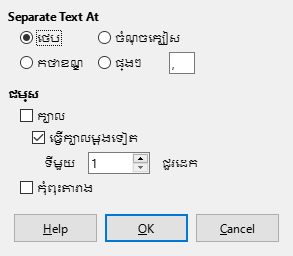 Separate Text At
ថេប ចំណុចក្បៀស
កថាខណ្ឌ ផ្សេងៗ ,
ជម្រើស
ក្បាល
ធ្វើក្បាលម្ដងទៀត
ទីមួយ 1 ជួរដេក
កុំពុះតារាង
Help OK Cancel